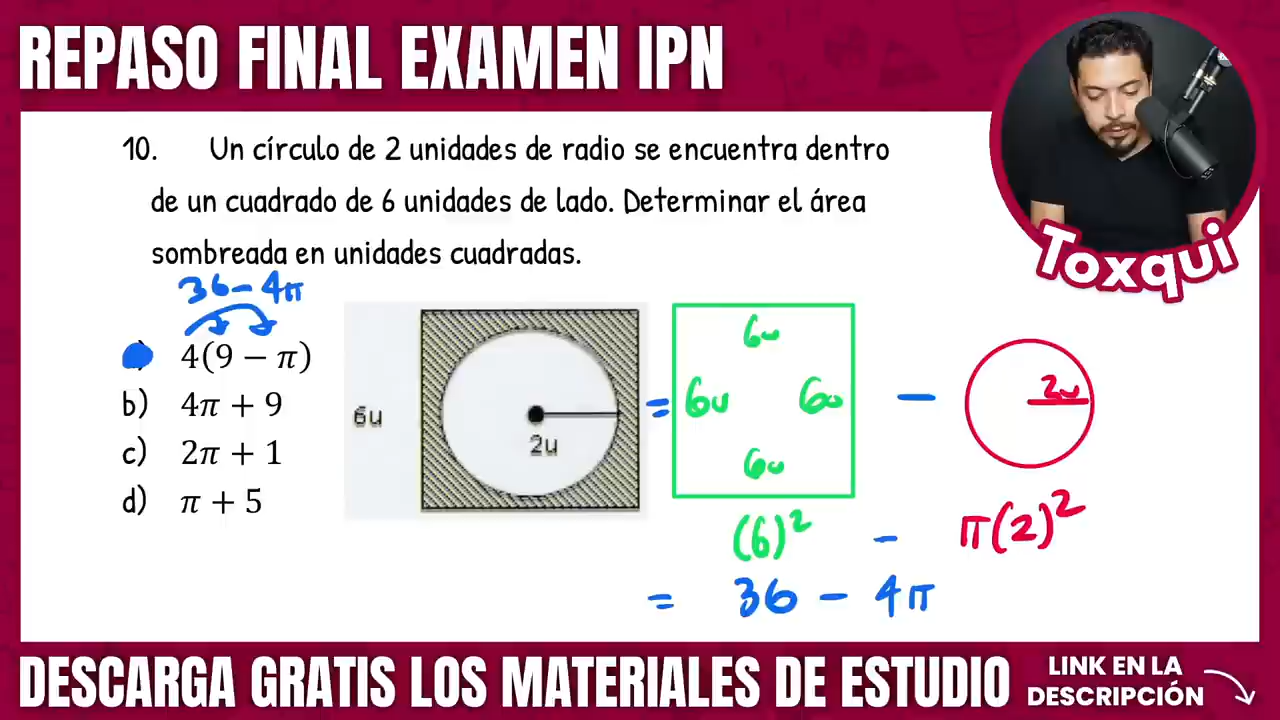 REPASO FINAL EXAMEN IPN
Toxqui
10. Un círculo de 2 unidades de radio se encuentra dentro
de un cuadrado de 6 unidades de lado. Determinar el área
sombreada en unidades cuadradas.
36 - 4π
4(9 − π)
b) 4π + 9
c) 2π + 1
d) π + 5
6u
2u
=
6u
6u 6u
6u
−
2u
(6)² - π(2)²
= 36 - 4π
DESCARGA GRATIS LOS MATERIALES DE ESTUDIO
LINK EN LA
DESCRIPCIÓN